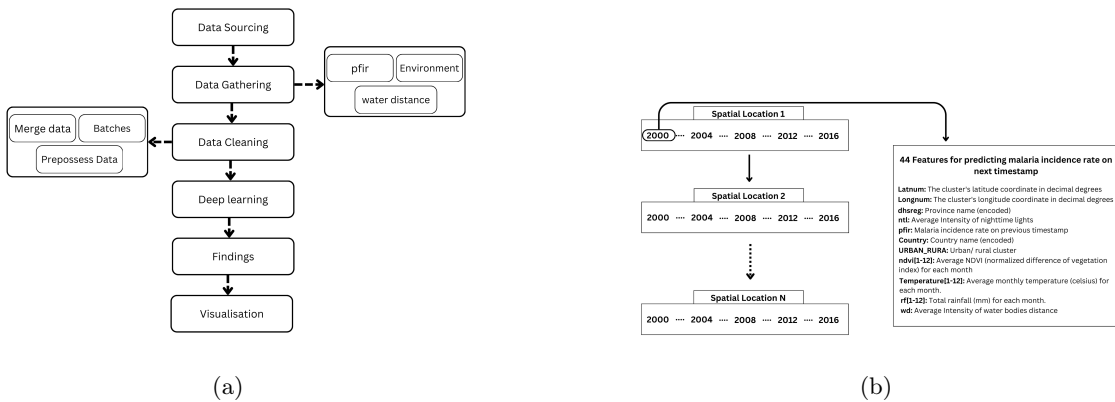 Data Sourcing
Data Gathering
pfir
Environment
water distance
Data Cleaning
Merge data
Batches
Prepossess Data
Deep learning
Findings
Visualisation
(a)
Spatial Location 1
2000 ···· 2004 ···· 2008 ···· 2012 ···· 2016
Spatial Location 2
2000 ···· 2004 ···· 2008 ···· 2012 ···· 2016
Spatial Location N
2000 ···· 2004 ···· 2008 ···· 2012 ···· 2016
44 Features for predicting malaria incidence rate on
next timestamp
Latnum: The cluster's latitude coordinate in decimal degrees
Longnum: The cluster's longitude coordinate in decimal degrees
dhsreg: Province name (encoded)
ntl: Average Intensity of nighttime lights
pfir: Malaria incidence rate on previous timestamp
Country: Country name (encoded)
URBAN_RURA: Urban/ rural cluster
ndvi[1-12]: Average NDVI (normalized difference of vegetation
index) for each month
Temperature[1-12]: Average monthly temperature (celsius) for
each month.
rf[1-12]: Total rainfall (mm) for each month.
wd: Average Intensity of water bodies distance
(b)